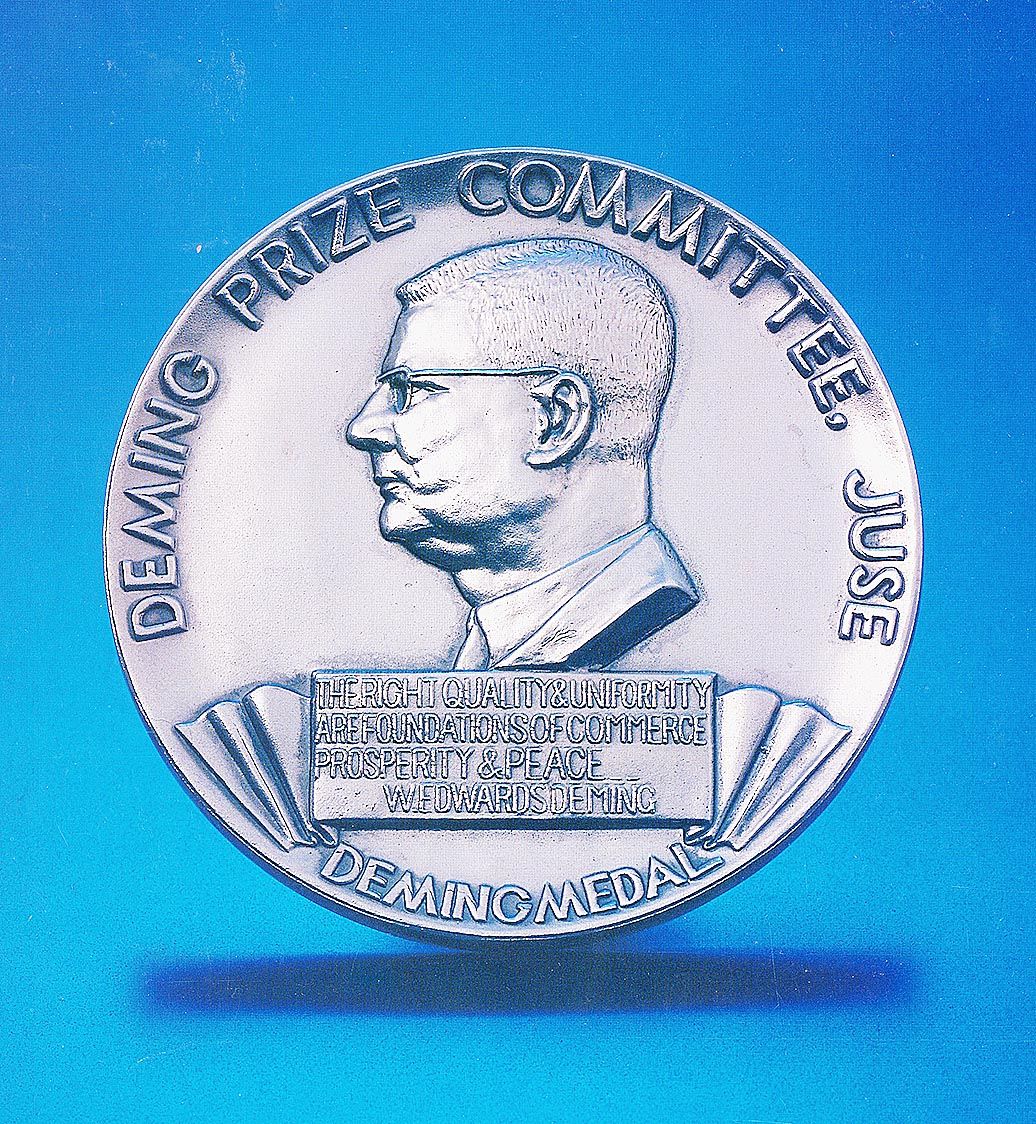 DEMING PRIZE COMMITTEE, JUSE
THE RIGHT QUALITY & UNIFORMITY
ARE FOUNDATIONS OF COMMERCE
PROSPERITY & PEACE
W. EDWARDS DEMING
DEMING MEDAL